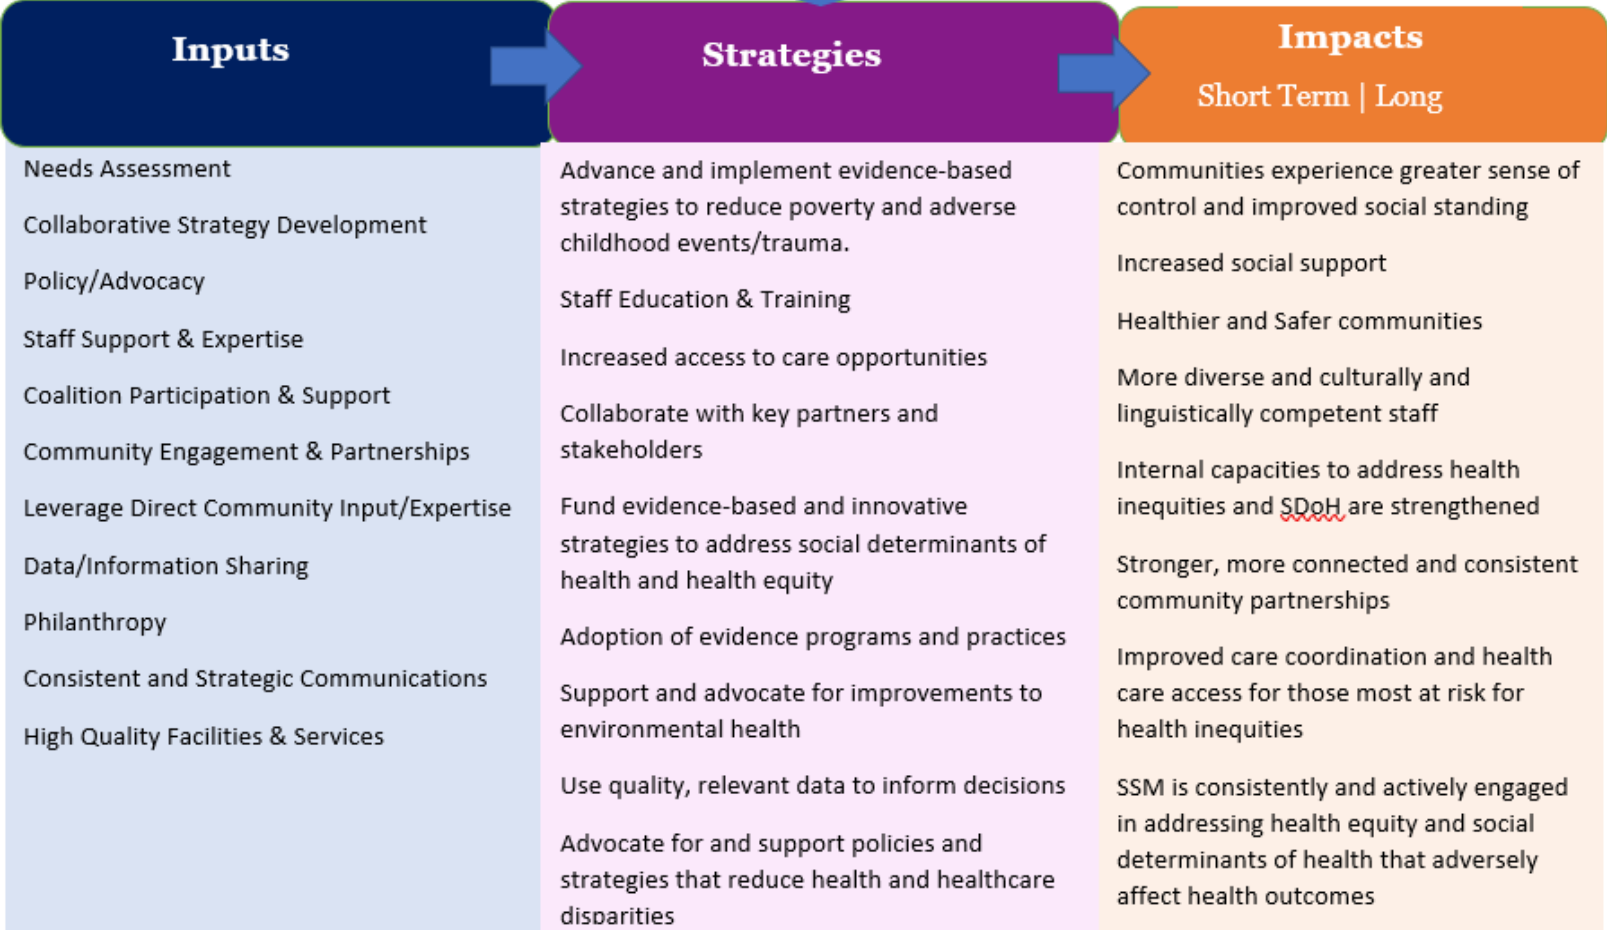 Inputs
Needs Assessment
Collaborative Strategy Development
Policy/Advocacy
Staff Support & Expertise
Coalition Participation & Support
Community Engagement & Partnerships
Leverage Direct Community Input/Expertise
Data/Information Sharing
Philanthropy
Consistent and Strategic Communications
High Quality Facilities & Services
Strategies
Advance and implement evidence-based
strategies to reduce poverty and adverse
childhood events/trauma.
Staff Education & Training
Increased access to care opportunities
Collaborate with key partners and
stakeholders
Fund evidence-based and innovative
strategies to address social determinants of
health and health equity
Adoption of evidence programs and practices
Support and advocate for improvements to
environmental health
Use quality, relevant data to inform decisions
Advocate for and support policies and
strategies that reduce health and healthcare
disparities
Impacts
Short Term | Long
Communities experience greater sense of
control and improved social standing
Increased social support
Healthier and Safer communities
More diverse and culturally and
linguistically competent staff
Internal capacities to address health
inequities and SDoH are strengthened
Stronger, more connected and consistent
community partnerships
Improved care coordination and health
care access for those most at risk for
health inequities
SSM is consistently and actively engaged
in addressing health equity and social
determinants of health that adversely
affect health outcomes